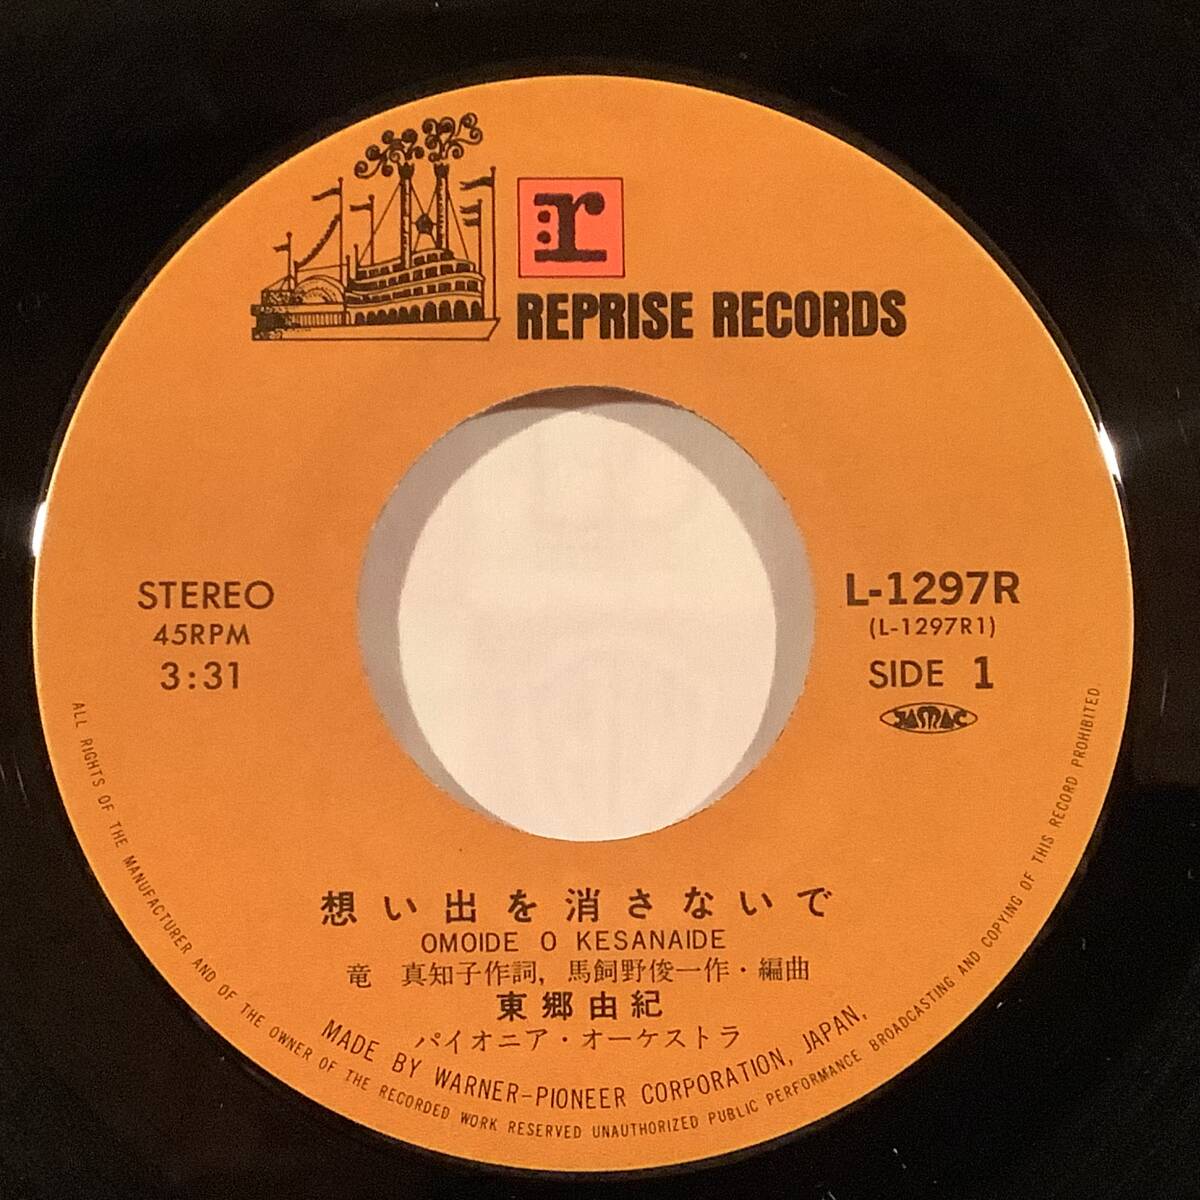 r
REPRISE RECORDS
STEREO
45RPM
3:31
L-1297R
(L-1297R1)
SIDE 1
JASRAC
想い出を消さないで
OMOIDE O KESANAIDE
竜 真知子作詞, 馬飼野俊一作・編曲
東郷由紀
パイオニア・オーケストラ
MADE BY WARNER-PIONEER CORPORATION, JAPAN,
ALL RIGHTS OF THE MANUFACTURER AND OF THE OWNER OF THE RECORDED WORK RESERVED UNAUTHORIZED PUBLIC PERFORMANCE BROADCASTING AND COPYING OF THIS RECORD PROHIBITED.